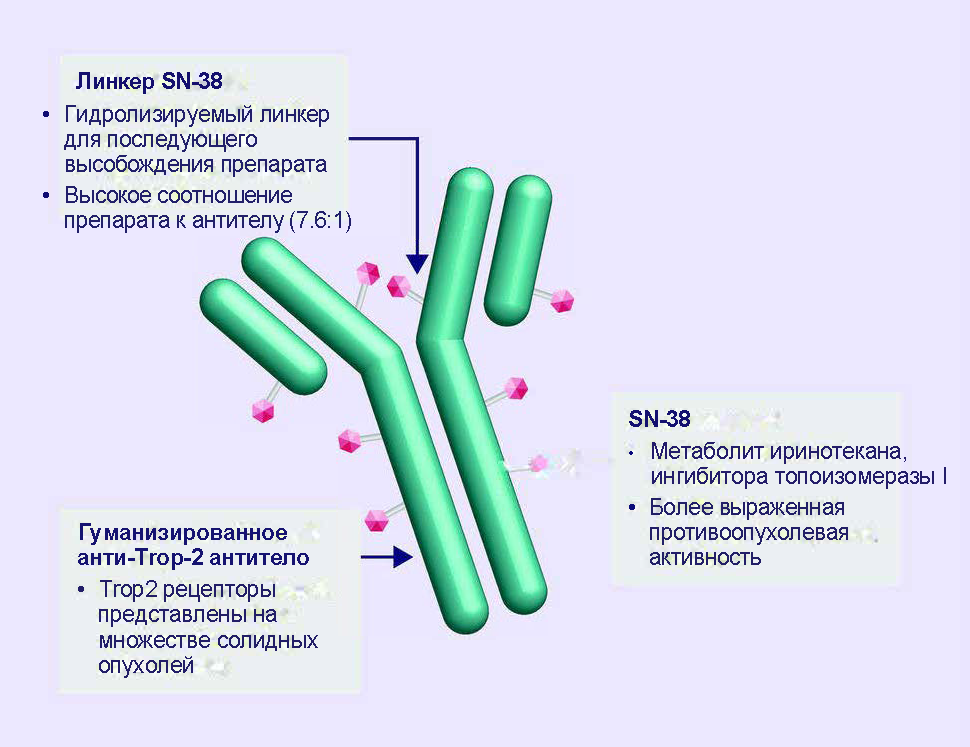 Линкер SN-38
• Гидролизируемый линкер
для последующего
высобождения препарата
• Высокое соотношение
препарата к антителу (7.6:1)
SN-38
• Метаболит иринотекана,
ингибитора топоизомеразы I
• Более выраженная
противоопухолевая
активность
Гуманизированное
анти-Trop-2 антитело
• Trop2 рецепторы
представлены на
множестве солидных
опухолей